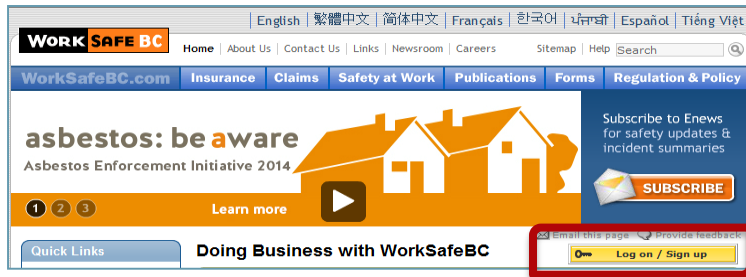 English | 繁體中文 | 简体中文 | Français | 한국어 | ਪੰਜਾਬੀ | Español | Tiếng Việt
WORK SAFE BC
Home | About Us | Contact Us | Links | Newsroom | Careers Sitemap | Help Search
WorkSafeBC.com Insurance Claims Safety at Work Publications Forms Regulation & Policy
asbestos: be aware
Asbestos Enforcement Initiative 2014
Subscribe to Enews
for safety updates &
incident summaries
SUBSCRIBE
1 2 3 Learn more
Email this page Provide feedback
Quick Links
Doing Business with WorkSafeBC
Log on / Sign up